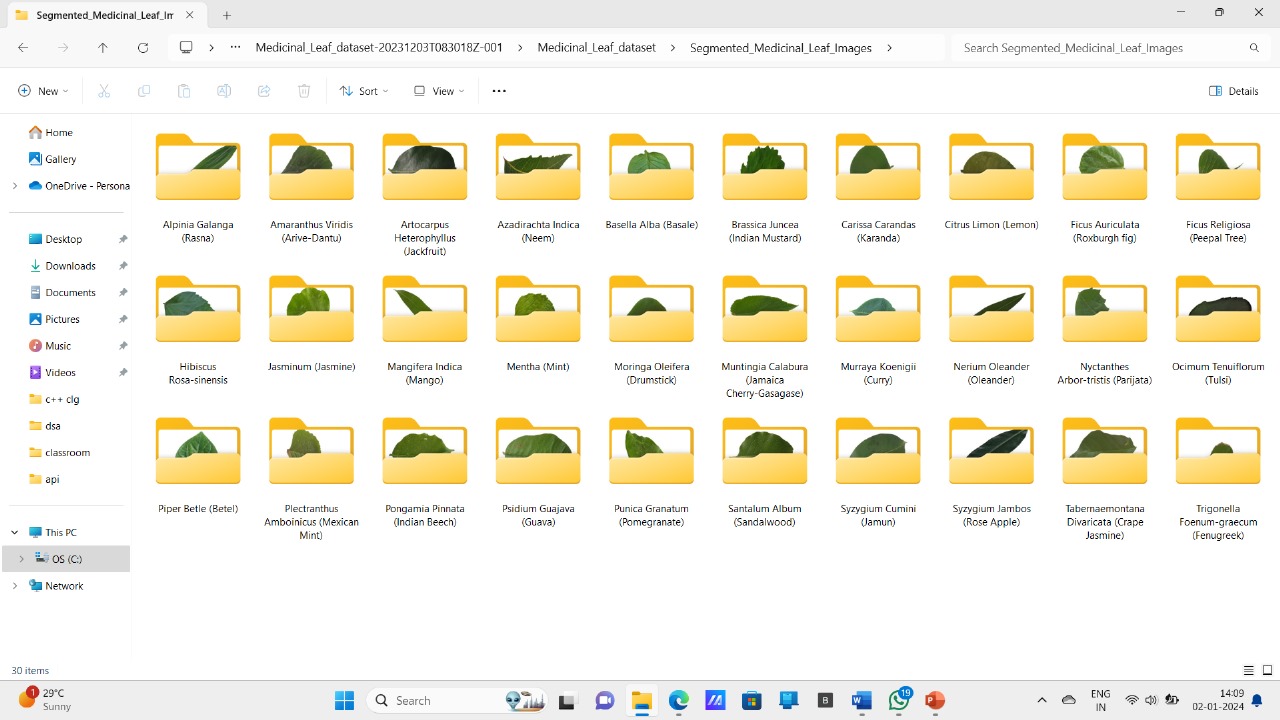 Segmented_Medicinal_Leaf_Im
Medicinal_Leaf_dataset-20231203T083018Z-001 > Medicinal_Leaf_dataset > Segmented_Medicinal_Leaf_Images >
Search Segmented_Medicinal_Leaf_Images
New
Sort
View
Details
Home
Gallery
OneDrive - Persona
Desktop
Downloads
Documents
Pictures
Music
Videos
c++ clg
dsa
classroom
api
This PC
OS (C:)
Network
Alpinia Galanga
(Rasna)
Amaranthus Viridis
(Arive-Dantu)
Artocarpus
Heterophyllus
(Jackfruit)
Azadirachta Indica
(Neem)
Basella Alba (Basale)
Brassica Juncea
(Indian Mustard)
Carissa Carandas
(Karanda)
Citrus Limon (Lemon)
Ficus Auriculata
(Roxburgh fig)
Ficus Religiosa
(Peepal Tree)
Hibiscus
Rosa-sinensis
Jasminum (Jasmine)
Mangifera Indica
(Mango)
Mentha (Mint)
Moringa Oleifera
(Drumstick)
Muntingia Calabura
(Jamaica
Cherry-Gasagase)
Murraya Koenigii
(Curry)
Nerium Oleander
(Oleander)
Nyctanthes
Arbor-tristis (Parijata)
Ocimum Tenuiflorum
(Tulsi)
Piper Betle (Betel)
Plectranthus
Amboinicus (Mexican
Mint)
Pongamia Pinnata
(Indian Beech)
Psidium Guajava
(Guava)
Punica Granatum
(Pomegranate)
Santalum Album
(Sandalwood)
Syzygium Cumini
(Jamun)
Syzygium Jambos
(Rose Apple)
Tabernaemontana
Divaricata (Crape
Jasmine)
Trigonella
Foenum-graecum
(Fenugreek)
30 items
1
29°C
Sunny
Search
B
W
19
P
ENG
IN
14:09
02-01-2024